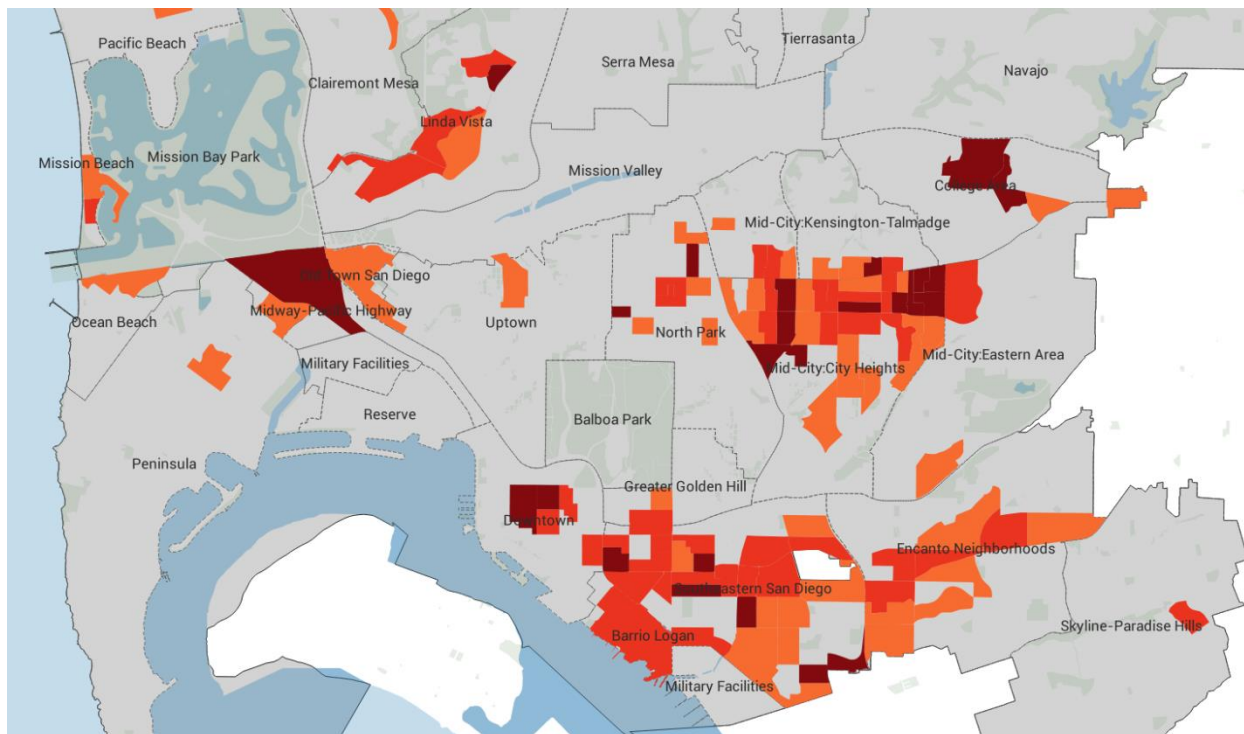 Pacific Beach
Tierrasanta
Serra Mesa
Navajo
Clairemont Mesa
Linda Vista
Mission Beach
Mission Bay Park
Mission Valley
College Area
Mid-City:Kensington-Talmadge
Old Town San Diego
Midway-Pacific Highway
Ocean Beach
Uptown
North Park
Mid-City:Eastern Area
Military Facilities
Mid-City:City Heights
Reserve
Balboa Park
Peninsula
Greater Golden Hill
Downtown
Encanto Neighborhoods
Southeastern San Diego
Skyline-Paradise Hills
Barrio Logan
Military Facilities